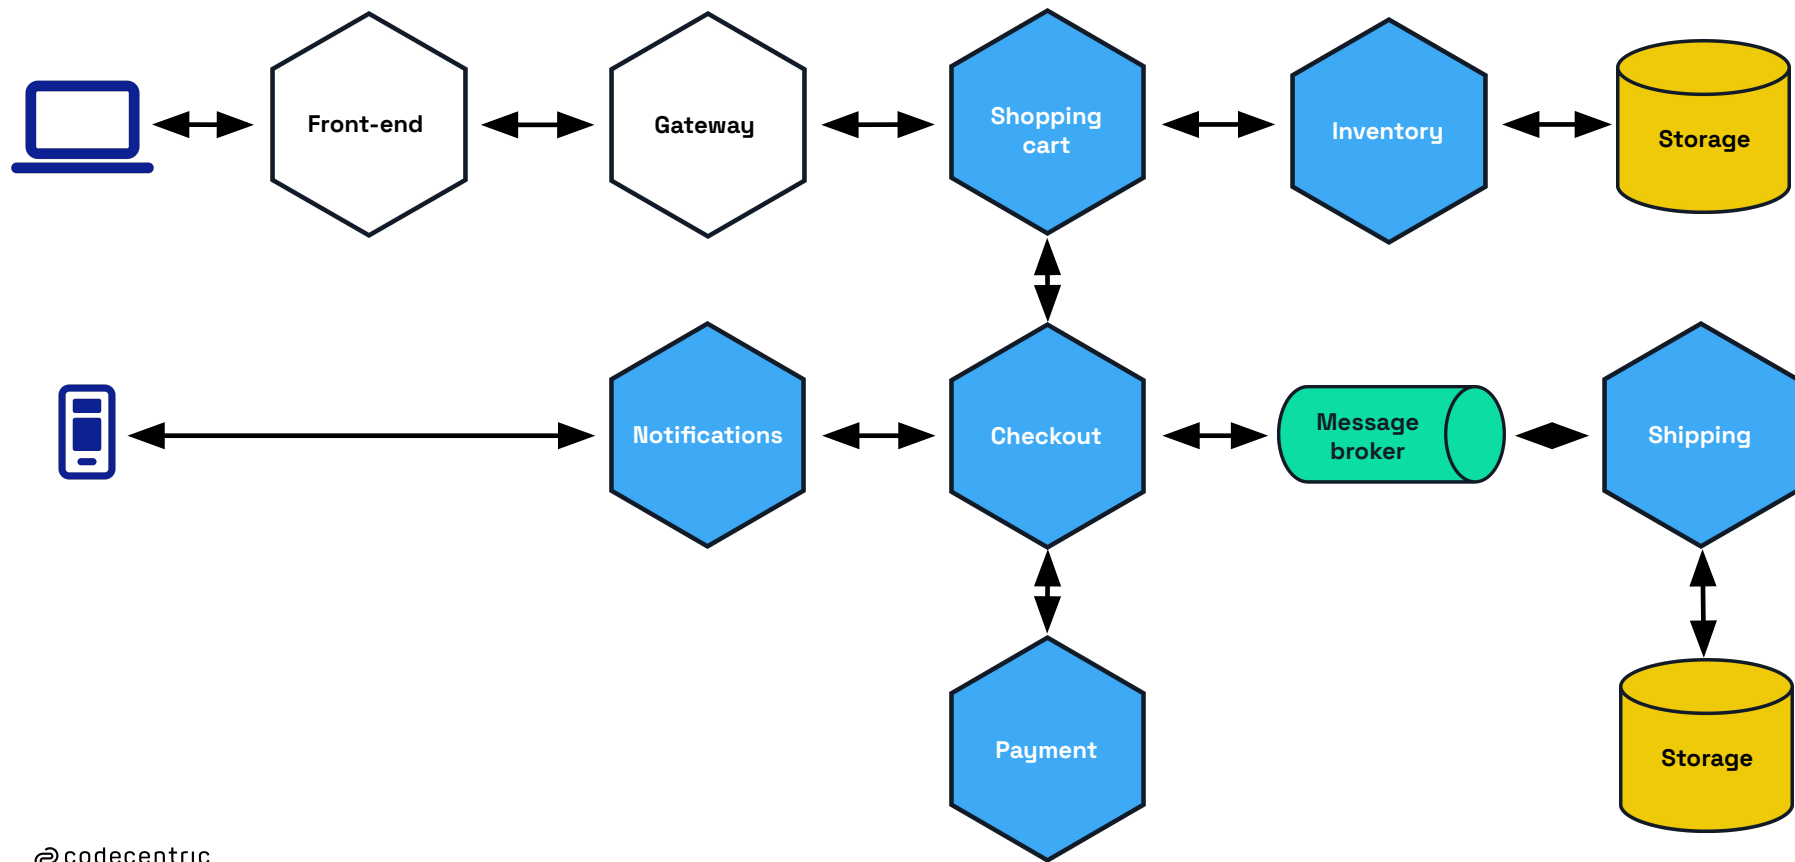 Front-end
Gateway
Shopping
cart
Inventory
Storage
Notifications
Checkout
Message
broker
Shipping
Payment
Storage
codecentric